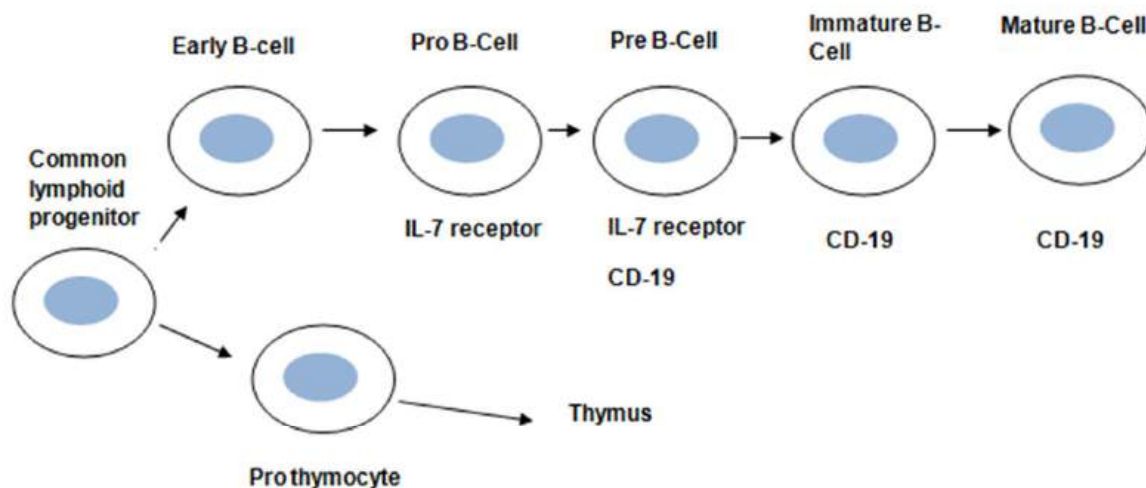 Early B-cell
Pro B-Cell
Pre B-Cell
Immature B-
Cell
Mature B-Cell
Common
lymphoid
progenitor
IL-7 receptor
IL-7 receptor
CD-19
CD-19
CD-19
Thymus
Pro thymocyte